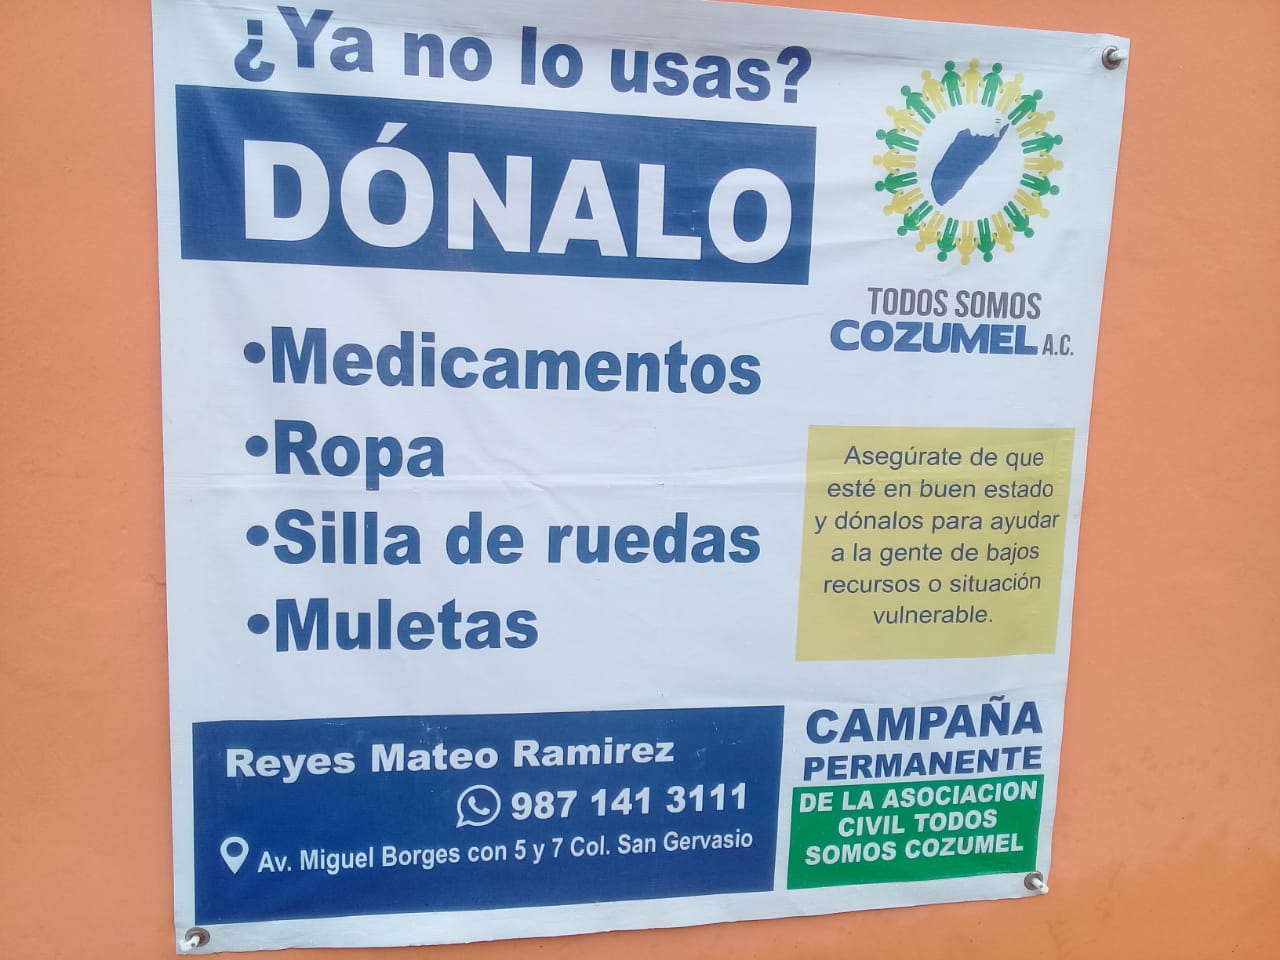 ¿Ya no lo usas?
DÓNALO
•Medicamentos
•Ropa
•Silla de ruedas
•Muletas
TODOS SOMOS
COZUMEL A.C.
Asegúrate de que
esté en buen estado
y dónalos para ayudar
a la gente de bajos
recursos o situación
vulnerable.
Reyes Mateo Ramirez
987 141 3111
Av. Miguel Borges con 5 y 7 Col. San Gervasio
CAMPAÑA
PERMANENTE
DE LA ASOCIACION
CIVIL TODOS
SOMOS COZUMEL